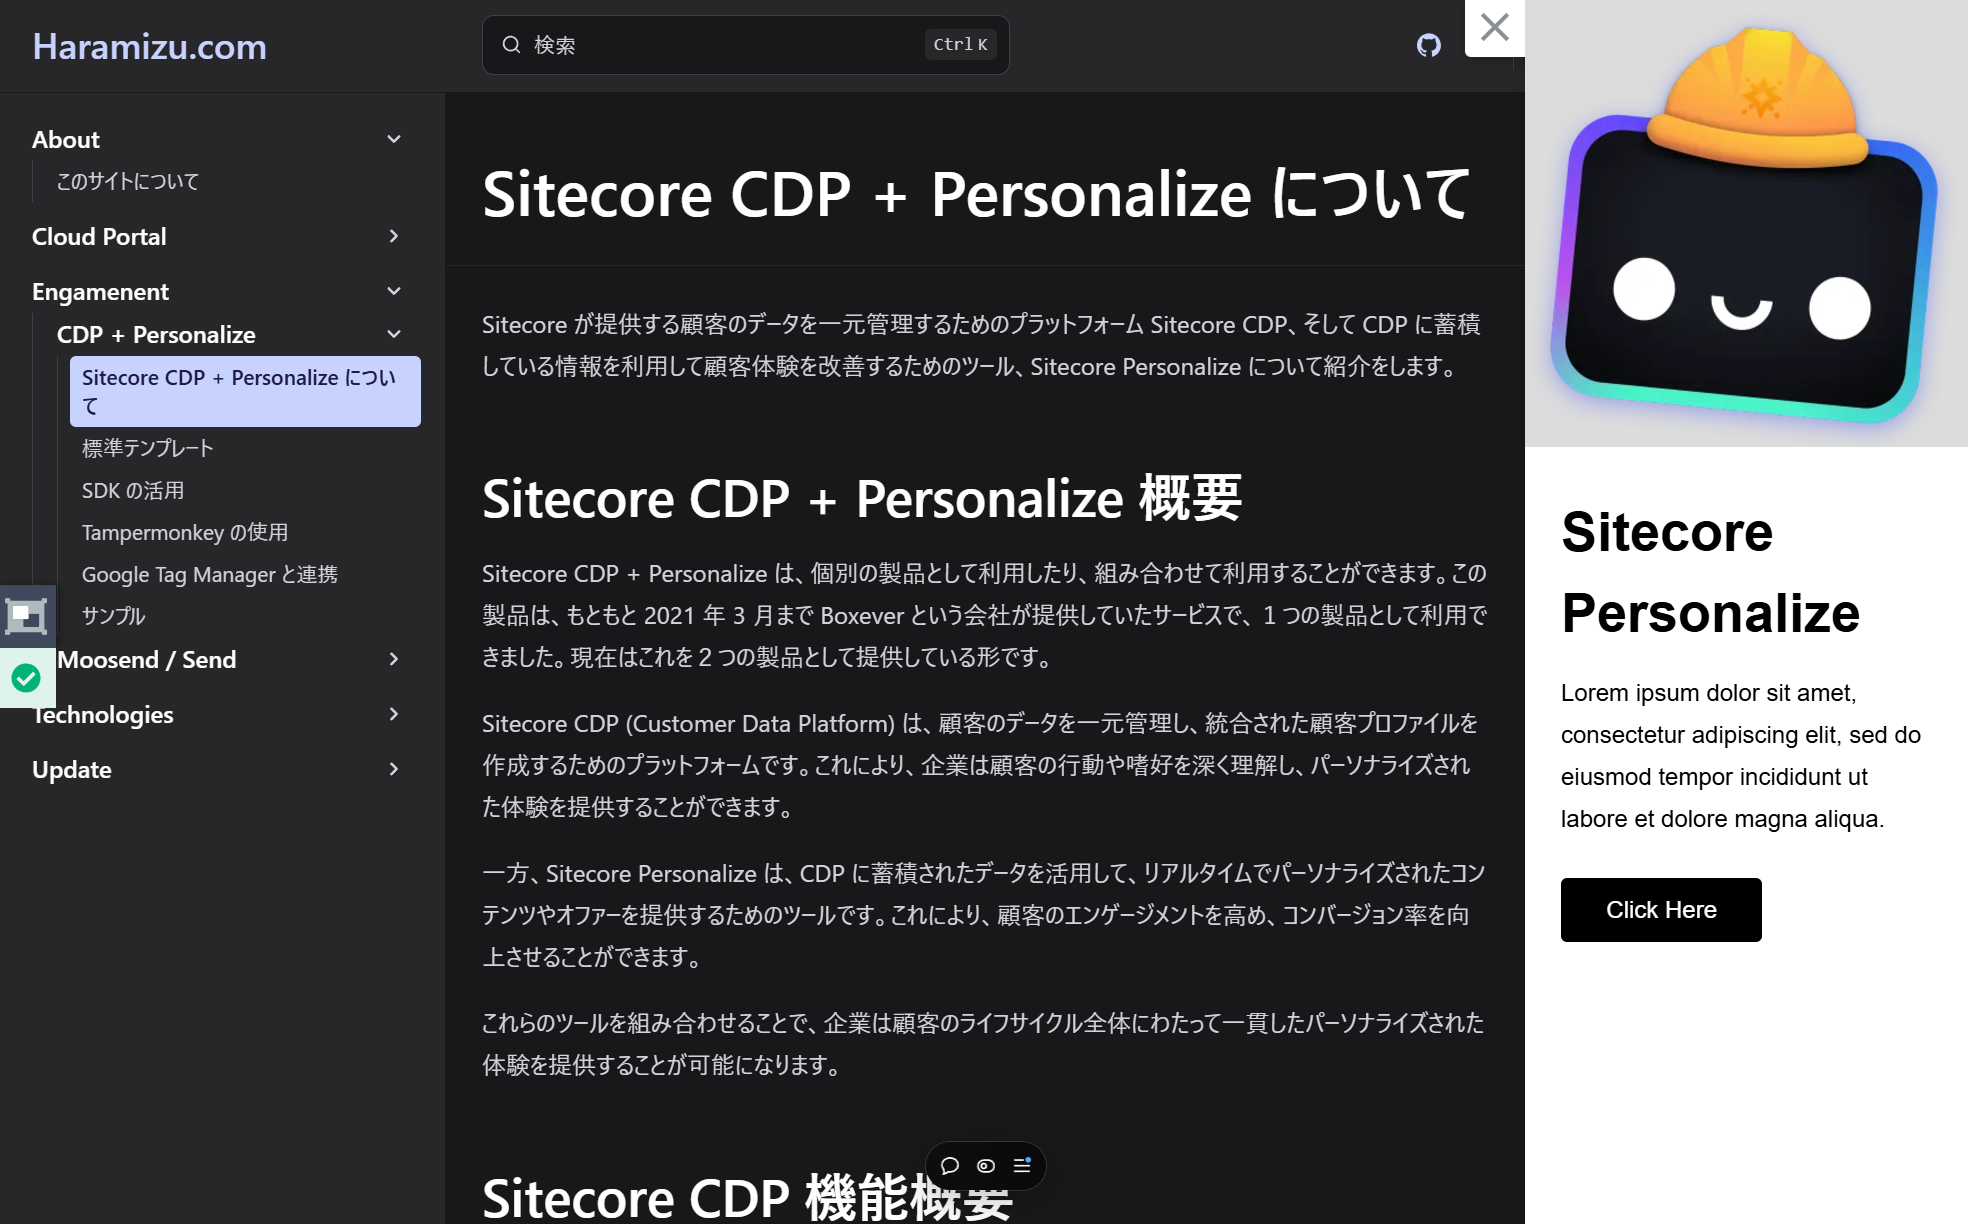 Haramizu.com
検索
Ctrl K
About
このサイトについて
Cloud Portal
Engamenent
CDP + Personalize
Sitecore CDP + Personalize につい
て
標準テンプレート
SDK の活用
Tampermonkey の使用
Google Tag Manager と連携
サンプル
Moosend / Send
Technologies
Update
Sitecore CDP + Personalize について
Sitecore が提供する顧客のデータを一元管理するためのプラットフォーム Sitecore CDP、そして CDP に蓄積
している情報を利用して顧客体験を改善するためのツール、Sitecore Personalize について紹介をします。
Sitecore CDP + Personalize 概要
Sitecore CDP + Personalize は、個別の製品として利用したり、組み合わせて利用することができます。この
製品は、もともと 2021 年 3 月まで Boxever という会社が提供していたサービスで、１つの製品として利用で
きました。現在はこれを２つの製品として提供している形です。
Sitecore CDP (Customer Data Platform) は、顧客のデータを一元管理し、統合された顧客プロファイルを
作成するためのプラットフォームです。これにより、企業は顧客の行動や嗜好を深く理解し、パーソナライズされ
た体験を提供することができます。
一方、Sitecore Personalize は、CDP に蓄積されたデータを活用して、リアルタイムでパーソナライズされたコン
テンツやオファーを提供するためのツールです。これにより、顧客のエンゲージメントを高め、コンバージョン率を向
上させることができます。
これらのツールを組み合わせることで、企業は顧客のライフサイクル全体にわたって一貫したパーソナライズされた
体験を提供することが可能になります。
Sitecore CDP 機能概要
Sitecore
Personalize
Lorem ipsum dolor sit amet,
consectetur adipiscing elit, sed do
eiusmod tempor incididunt ut
labore et dolore magna aliqua.
Click Here